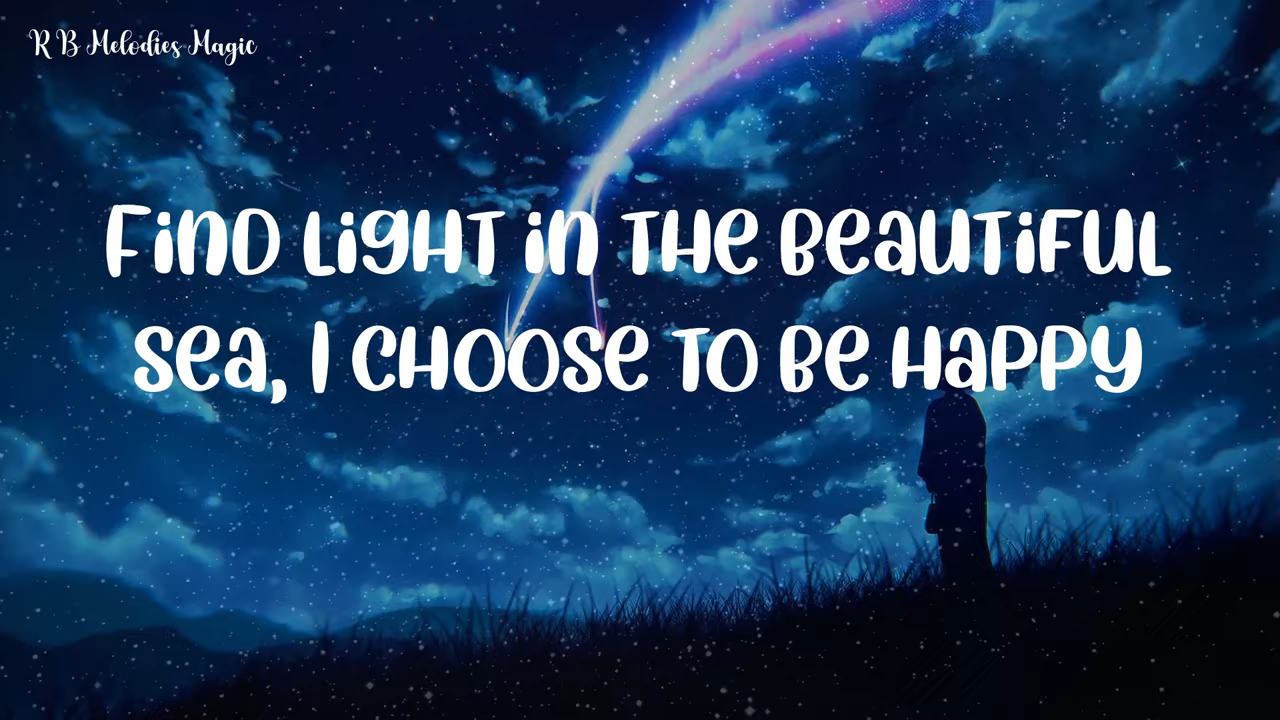 R B Melodies Magic
Find light in the beautiful
sea, I choose to be happy